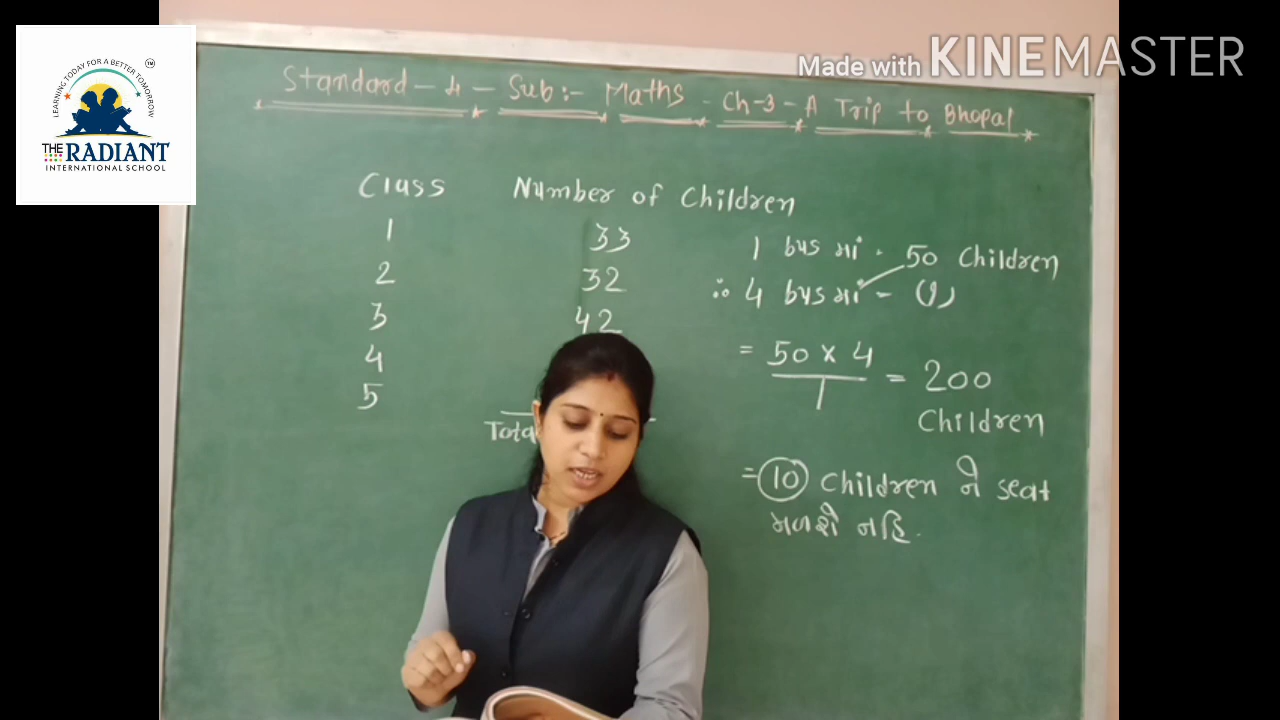 LEARNING TODAY FOR A BETTER TOMORROW
TM
THE RADIANT
INTERNATIONAL SCHOOL
Made with KINEMASTER
Standard - 4 - Sub:- Maths - Ch-3 - A Trip to Bhopal
Class Number of Children
1 33
2 32
3 42
4
5
Tota
1 bus માં - 50 Children
∴ 4 bus માં - (?)
= 50 × 4
1
= 200
Children
= 10 Children ને seat
મળશે નહિ.